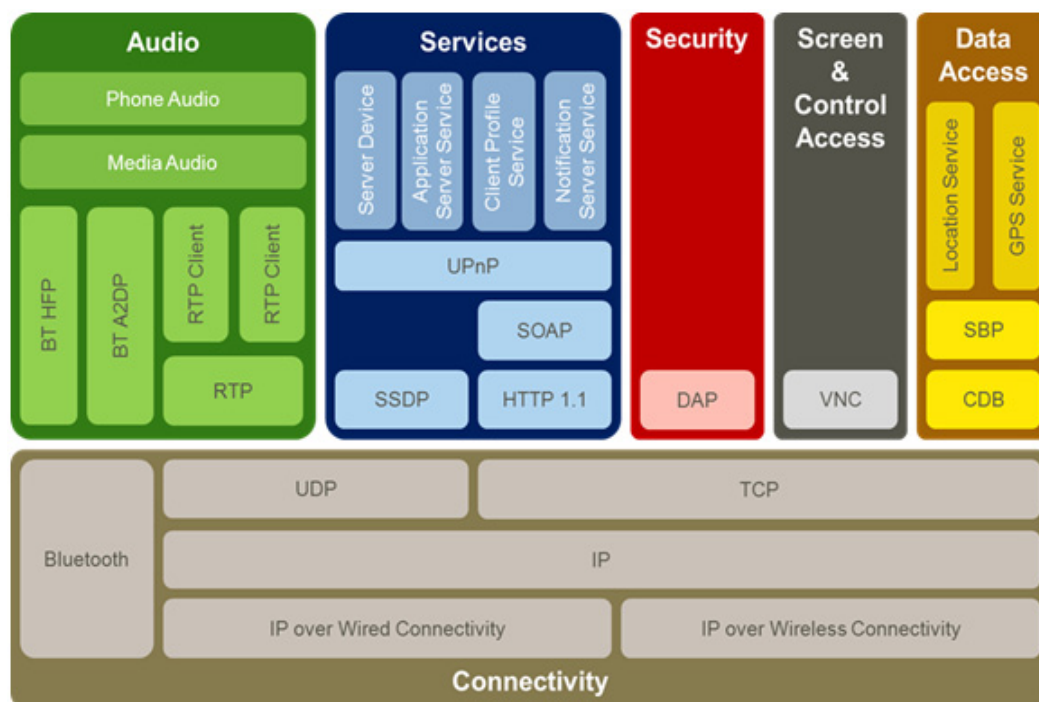 Audio
Phone Audio
Media Audio
BT HFP
BT A2DP
RTP Client
RTP Client
RTP
Services
Server Device
Application
Server Service
Client Profile
Service
Notification
Server Service
UPnP
SOAP
SSDP
HTTP 1.1
Security
DAP
Screen
&
Control
Access
VNC
Data
Access
Location Service
GPS Service
SBP
CDB
Bluetooth
UDP
TCP
IP
IP over Wired Connectivity
IP over Wireless Connectivity
Connectivity